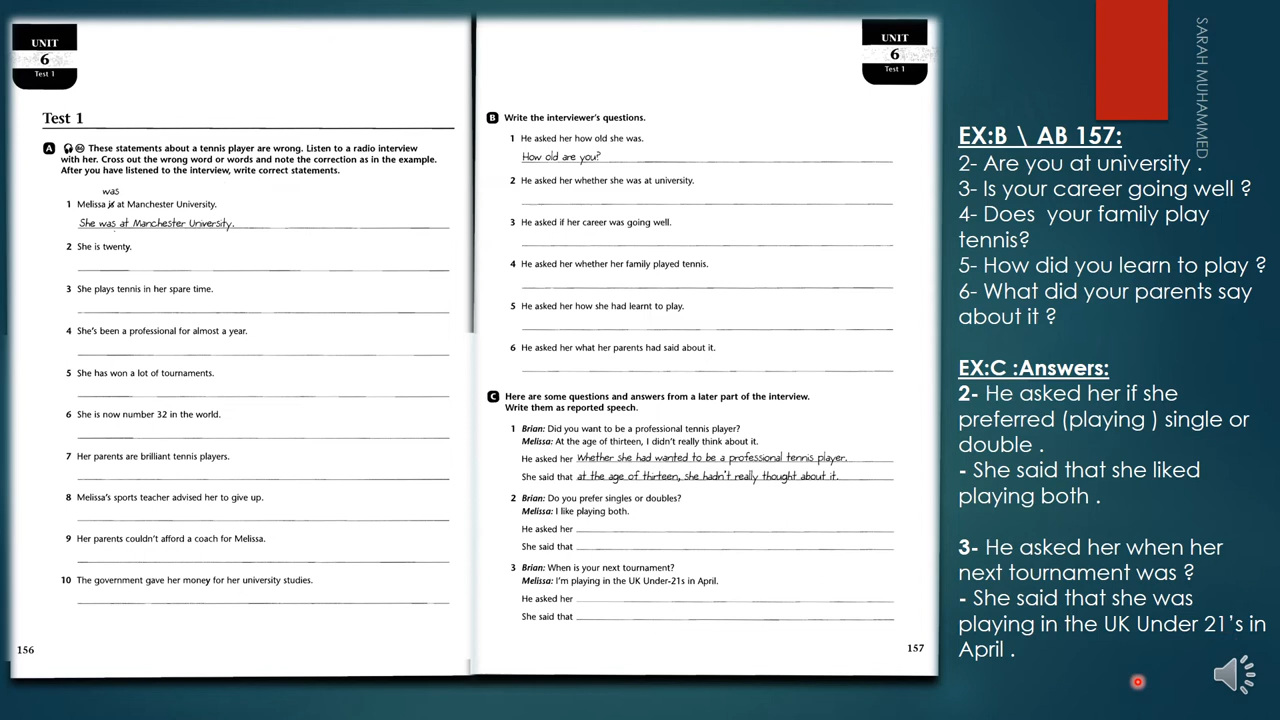 UNIT
6
Test 1
Test 1
A These statements about a tennis player are wrong. Listen to a radio interview
with her. Cross out the wrong word or words and note the correction as in the example.
After you have listened to the interview, write correct statements.
was
1 Melissa is at Manchester University.
She was at Manchester University.
2 She is twenty.
3 She plays tennis in her spare time.
4 She's been a professional for almost a year.
5 She has won a lot of tournaments.
6 She is now number 32 in the world.
7 Her parents are brilliant tennis players.
8 Melissa's sports teacher advised her to give up.
9 Her parents couldn't afford a coach for Melissa.
10 The government gave her money for her university studies.
156
UNIT
6
Test 1
B Write the interviewer's questions.
1 He asked her how old she was.
How old are you?
2 He asked her whether she was at university.
3 He asked if her career was going well.
4 He asked her whether her family played tennis.
5 He asked her how she had learnt to play.
6 He asked her what her parents had said about it.
C Here are some questions and answers from a later part of the interview.
Write them as reported speech.
1 Brian: Did you want to be a professional tennis player?
Melissa: At the age of thirteen, I didn't really think about it.
He asked her Whether she had wanted to be a professional tennis player.
She said that at the age of thirteen, she hadn't really thought about it.
2 Brian: Do you prefer singles or doubles?
Melissa: I like playing both.
He asked her
She said that
3 Brian: When is your next tournament?
Melissa: I'm playing in the UK Under-21s in April.
He asked her
She said that
157
SARAH MUHAMMED
EX:B \ AB 157:
2- Are you at university .
3- Is your career going well ?
4- Does your family play
tennis?
5- How did you learn to play ?
6- What did your parents say
about it ?
EX:C :Answers:
2- He asked her if she
preferred (playing ) single or
double .
- She said that she liked
playing both .
3- He asked her when her
next tournament was ?
- She said that she was
playing in the UK Under 21's in
April .